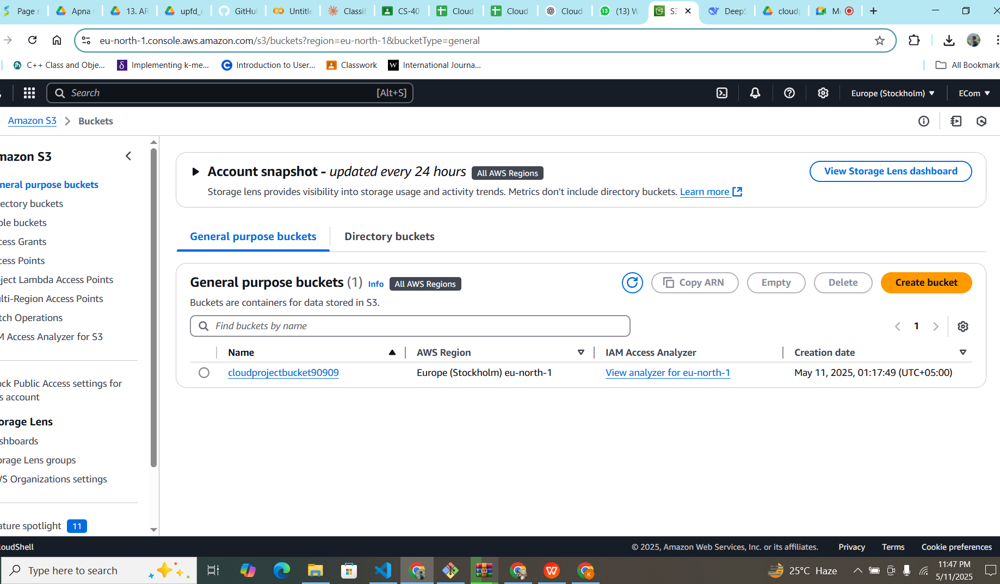 Page r
Apna
13. AR
upfd_c
GitHu
Untitle
Classif
CS-40
Cloud
Cloud
Cloud
(13) W
S3
Deep
cloud
M
eu-north-1.console.aws.amazon.com/s3/buckets?region=eu-north-1&bucketType=general
C++ Class and Obje...
Implementing k-me...
Introduction to User...
Classwork
International Journa...
All Bookmark
Search
[Alt+S]
Europe (Stockholm)
ECom
Amazon S3
Buckets
mazon S3
neral purpose buckets
ectory buckets
ble buckets
cess Grants
cess Points
ject Lambda Access Points
lti-Region Access Points
tch Operations
M Access Analyzer for S3
ock Public Access settings for
s account
orage Lens
shboards
orage Lens groups
VS Organizations settings
ature spotlight 11
Account snapshot - updated every 24 hours All AWS Regions
View Storage Lens dashboard
Storage lens provides visibility into storage usage and activity trends. Metrics don't include directory buckets. Learn more
General purpose buckets
Directory buckets
General purpose buckets (1) Info All AWS Regions
Copy ARN
Empty
Delete
Create bucket
Buckets are containers for data stored in S3.
Find buckets by name
1
Name
AWS Region
IAM Access Analyzer
Creation date
cloudprojectbucket90909
Europe (Stockholm) eu-north-1
View analyzer for eu-north-1
May 11, 2025, 01:17:49 (UTC+05:00)
loudShell
© 2025, Amazon Web Services, Inc. or its affiliates.
Privacy
Terms
Cookie preferences
Type here to search
25°C Haze
11:47 PM
5/11/2025